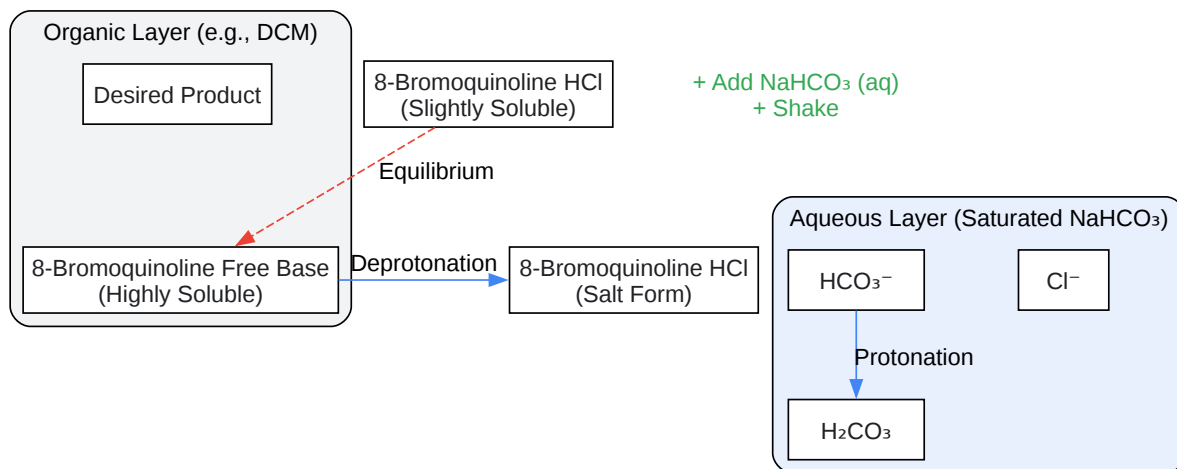 Organic Layer (e.g., DCM)
Desired Product
8-Bromoquinoline HCl
(Slightly Soluble)
+ Add NaHCO₃ (aq)
+ Shake
Equilibrium
Aqueous Layer (Saturated NaHCO₃)
8-Bromoquinoline Free Base
(Highly Soluble)
Deprotonation
8-Bromoquinoline HCl
(Salt Form)
HCO₃⁻
Cl⁻
Protonation
H₂CO₃